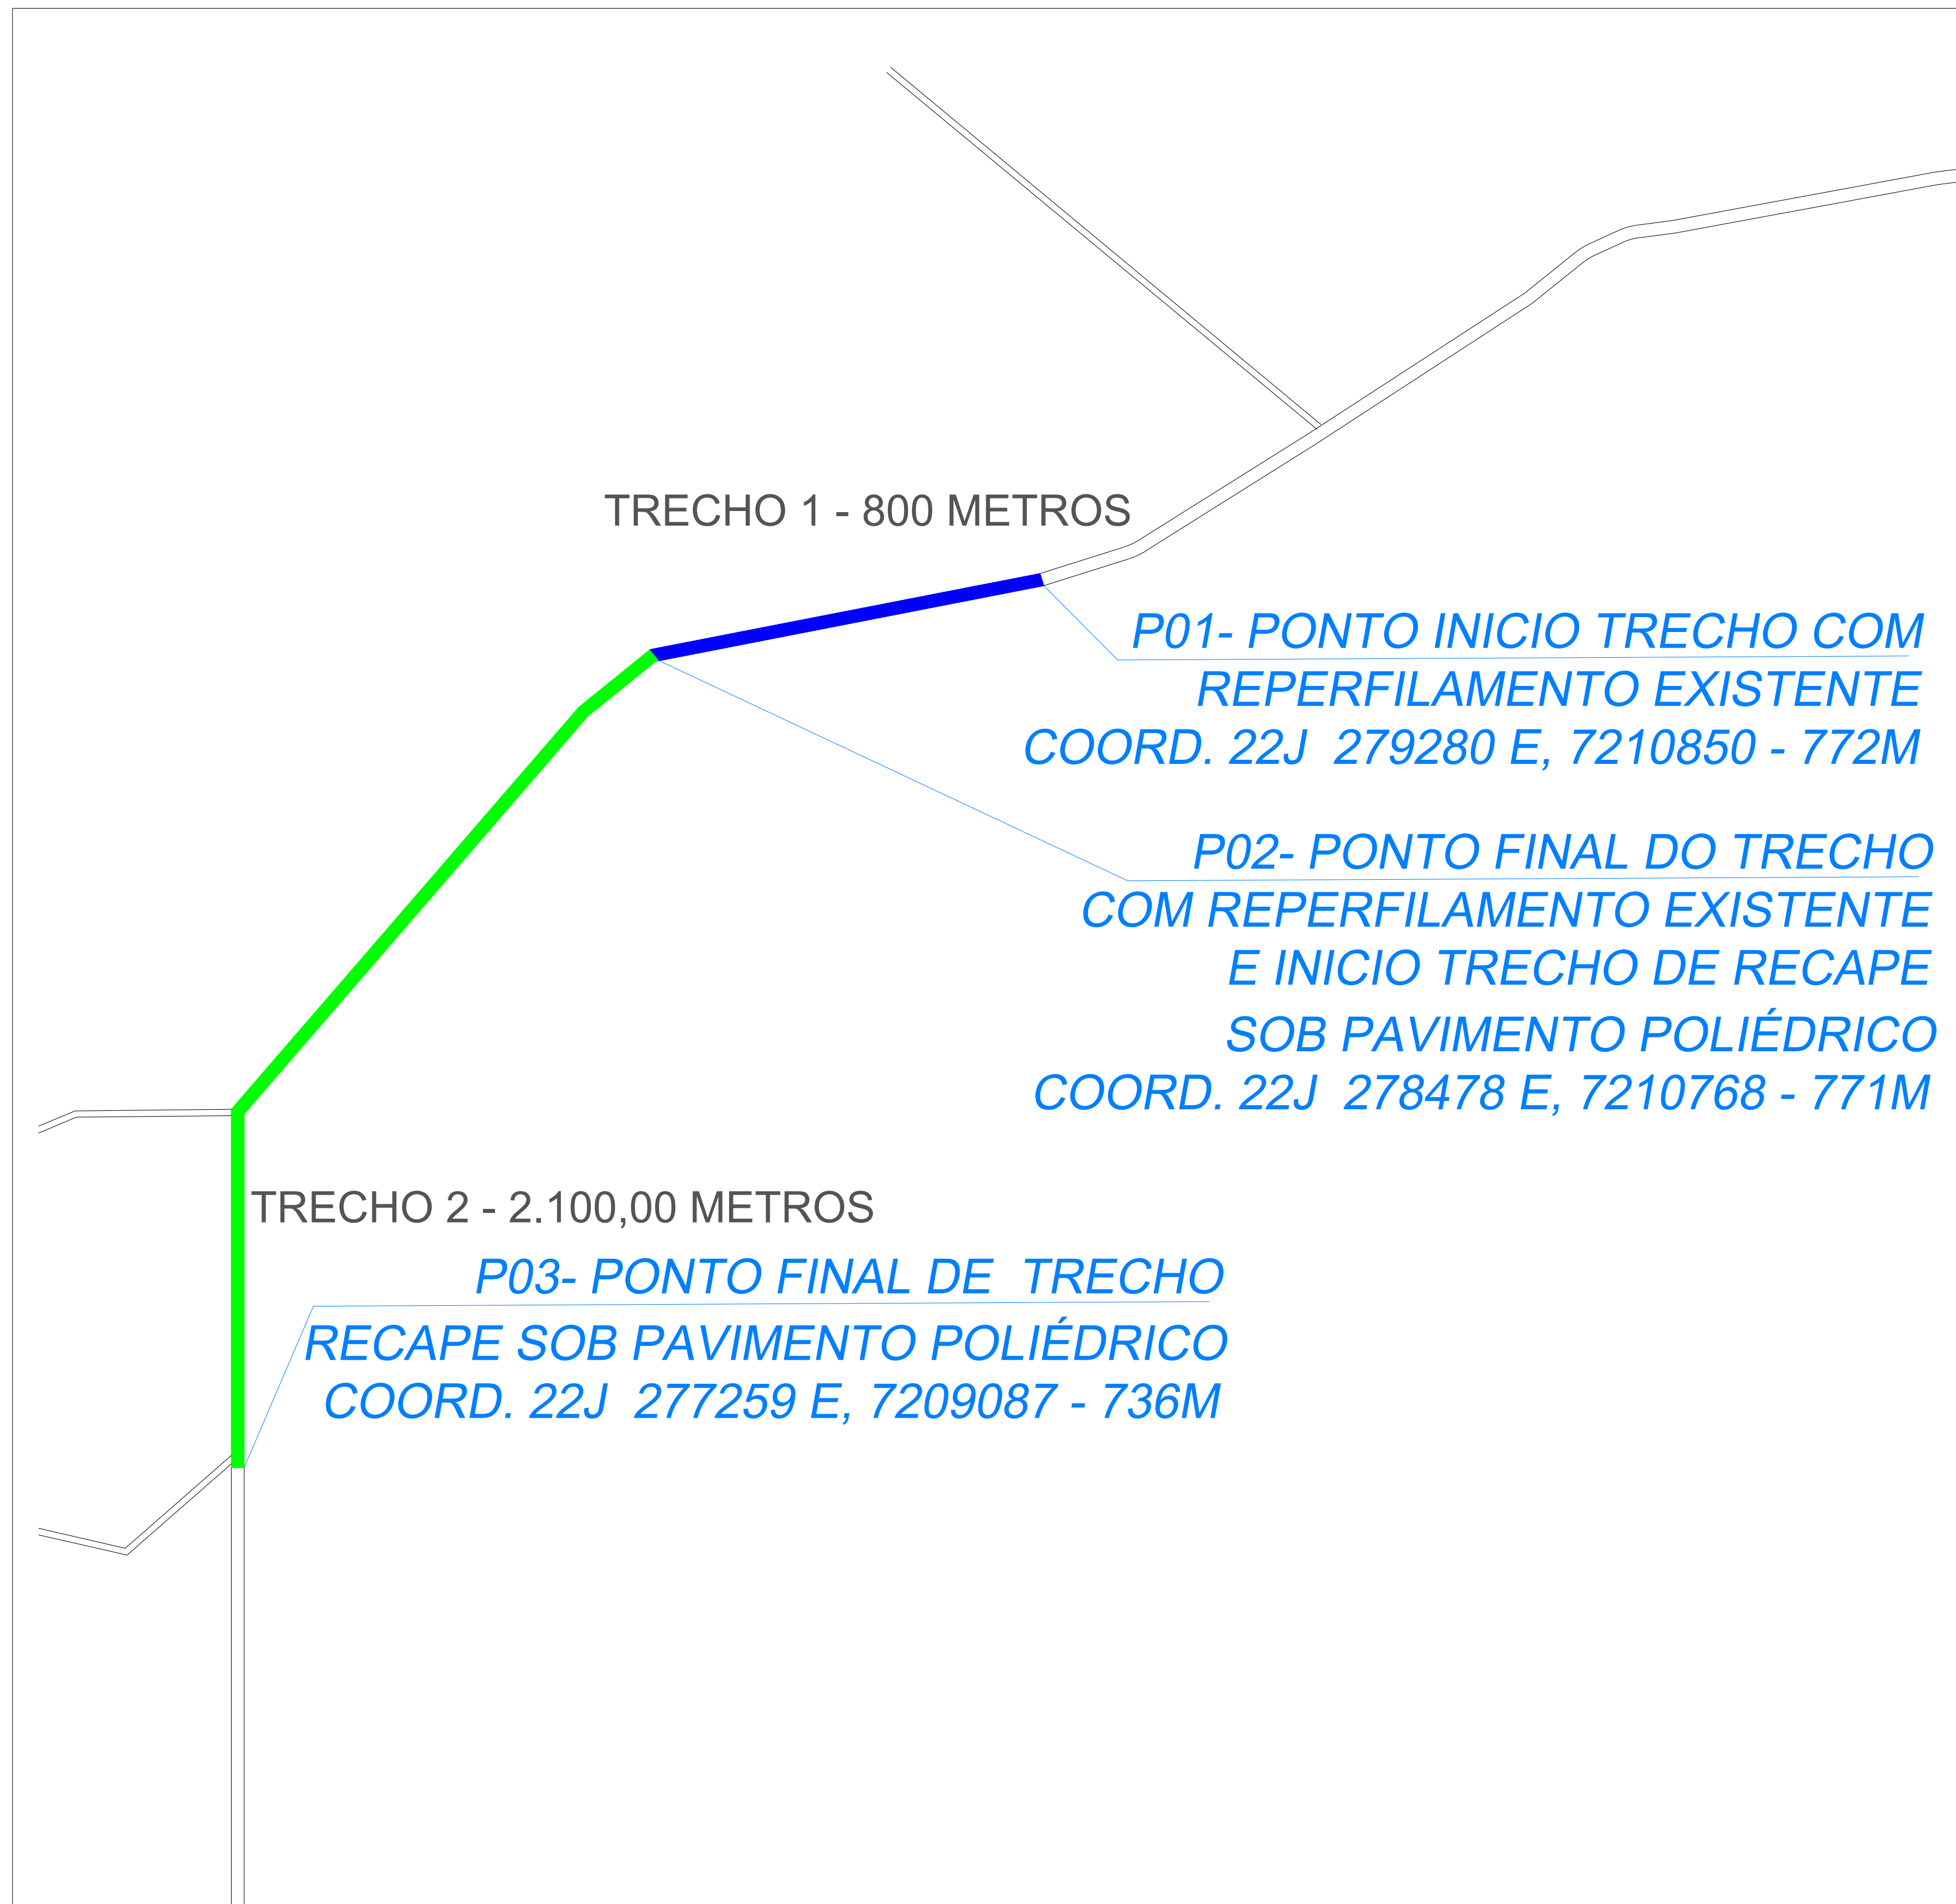 TRECHO 1 - 800 METROS
P01- PONTO INICIO TRECHO COM
REPERFILAMENTO EXISTENTE
COORD. 22J  279280 E, 7210850 - 772M
P02- PONTO FINAL DO TRECHO
COM REPERFILAMENTO EXISTENTE
E INICIO TRECHO DE RECAPE
SOB PAVIMENTO POLIÉDRICO
COORD. 22J  278478 E, 7210768 - 771M
TRECHO 2 - 2.100,00 METROS
P03- PONTO FINAL DE  TRECHO
RECAPE SOB PAVIMENTO POLIÉDRICO
COORD. 22J  277259 E, 7209087 - 736M